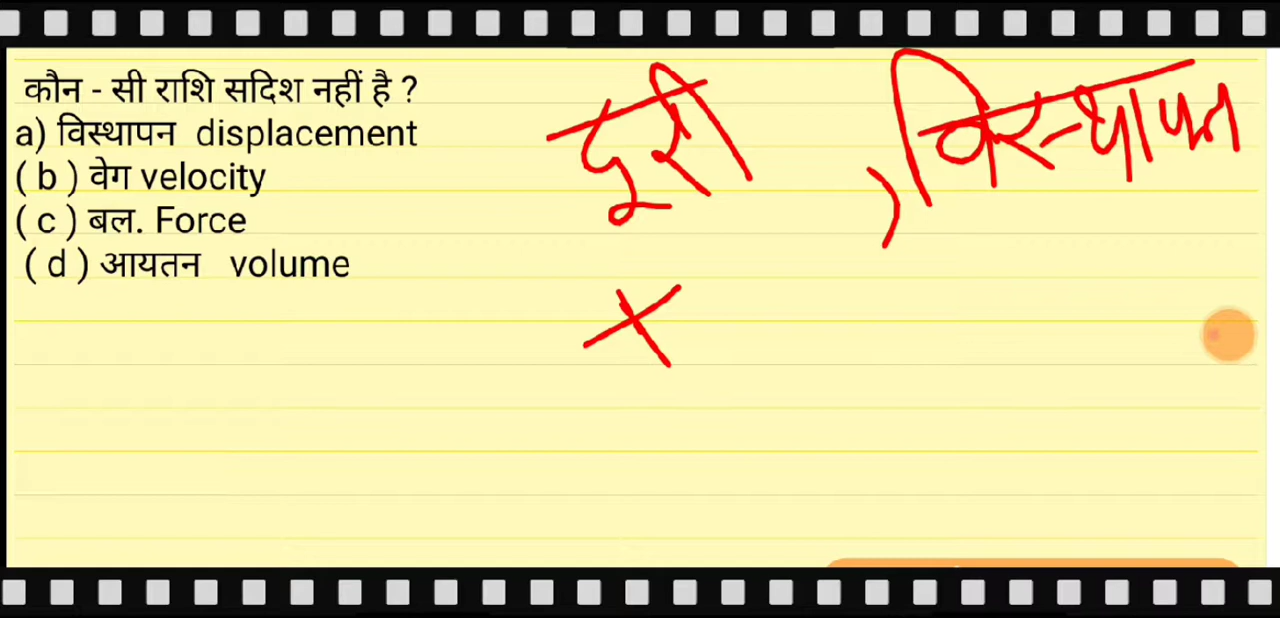 कौन - सी राशि सदिश नहीं है ?
a) विस्थापन displacement
( b ) वेग velocity
( c ) बल. Force
( d ) आयतन volume
दूरी , विस्थापन